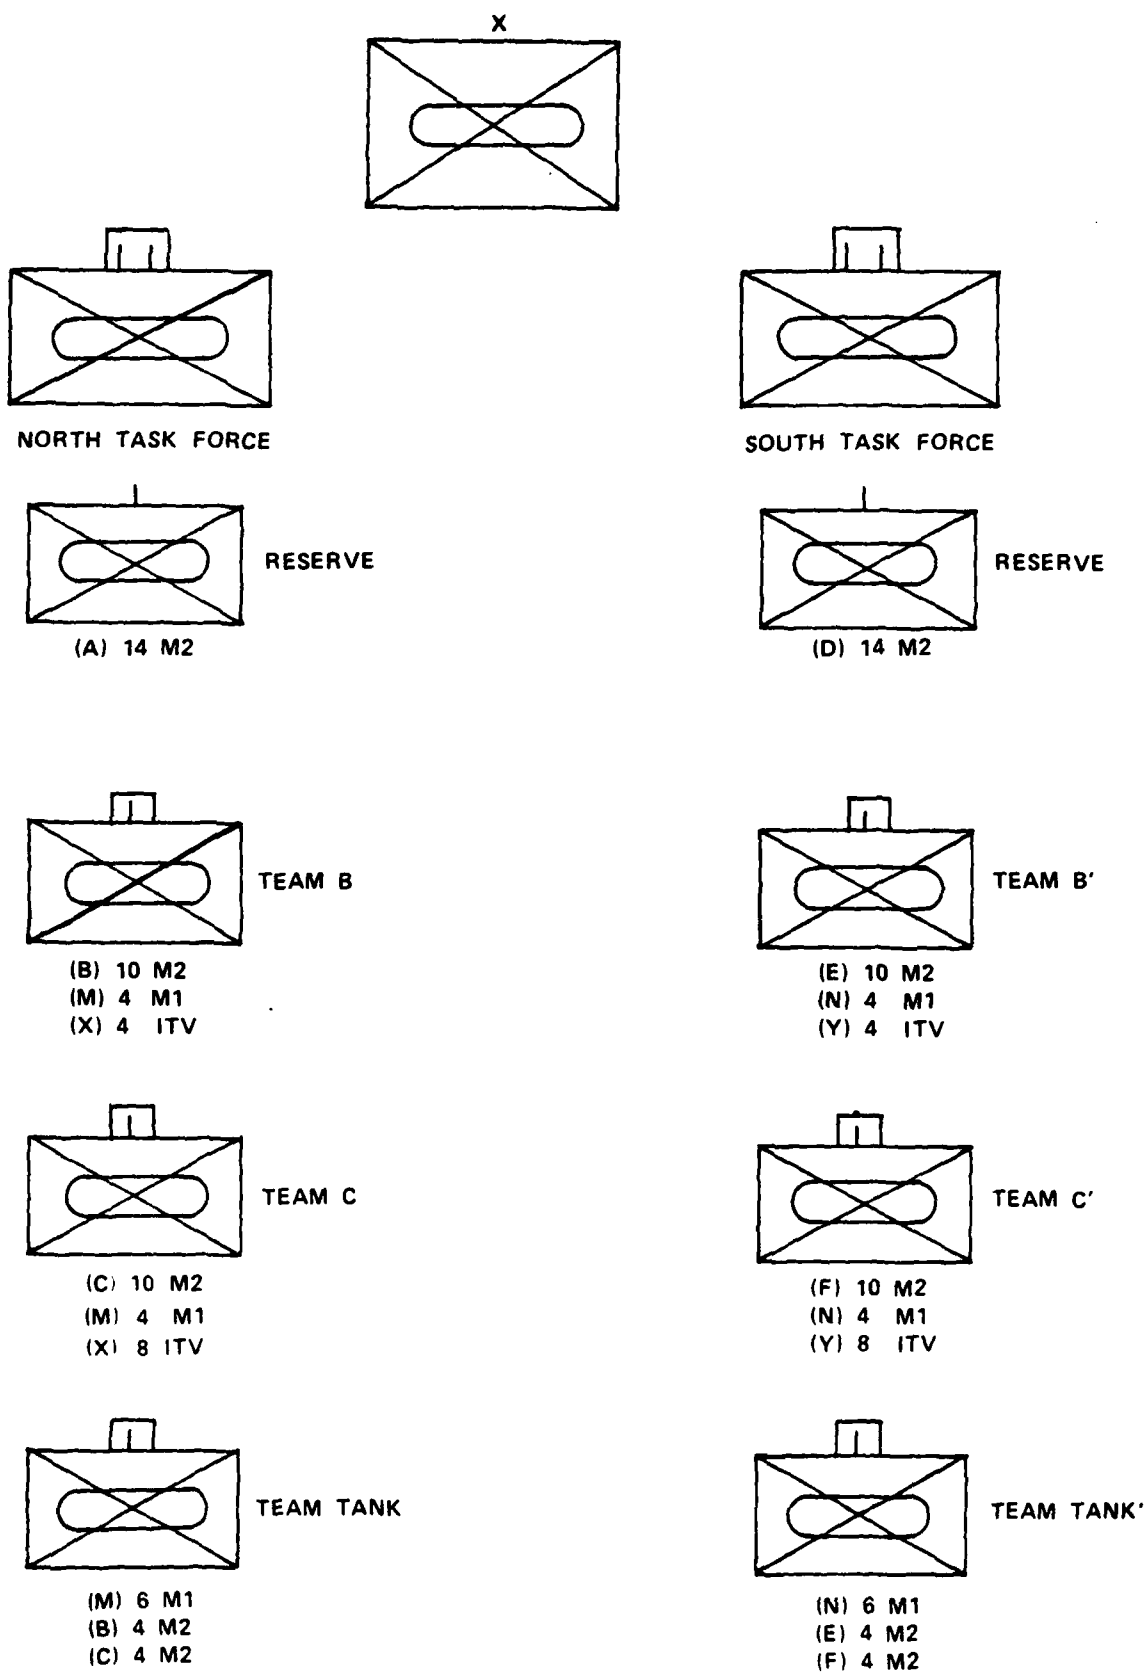 X
NORTH TASK FORCE
SOUTH TASK FORCE
RESERVE
(A) 14 M2
RESERVE
(D) 14 M2
TEAM B
(B) 10 M2
(M) 4 M1
(X) 4 ITV
TEAM B'
(E) 10 M2
(N) 4 M1
(Y) 4 ITV
TEAM C
(C) 10 M2
(M) 4 M1
(X) 8 ITV
TEAM C'
(F) 10 M2
(N) 4 M1
(Y) 8 ITV
TEAM TANK
(M) 6 M1
(B) 4 M2
(C) 4 M2
TEAM TANK'
(N) 6 M1
(E) 4 M2
(F) 4 M2